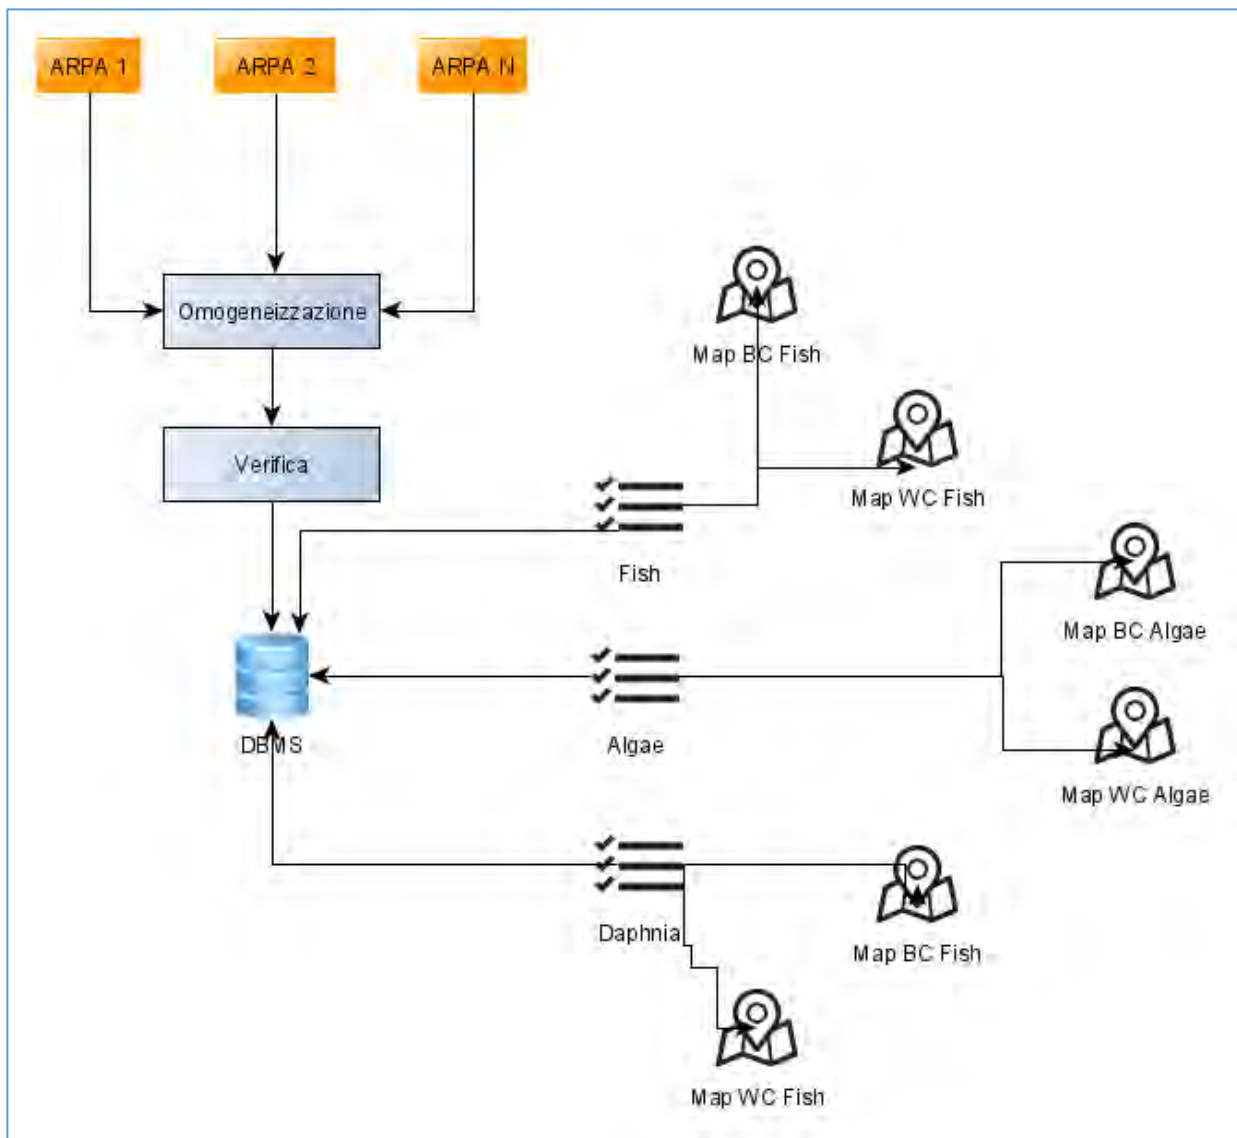 ARPA 1
ARPA 2
ARPA N
Omogeneizzazione
Map BC Fish
Verifica
Map WC Fish
Fish
Map BC Algae
DBMS
Algae
Map WC Algae
Daphnia
Map BC Fish
Map WC Fish